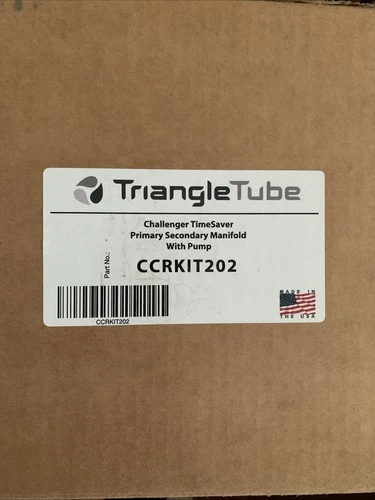 TriangleTube
Challenger TimeSaver
Primary Secondary Manifold
With Pump
CCRKIT202
Part No.:
CCRKIT202
MADE IN
THE USA